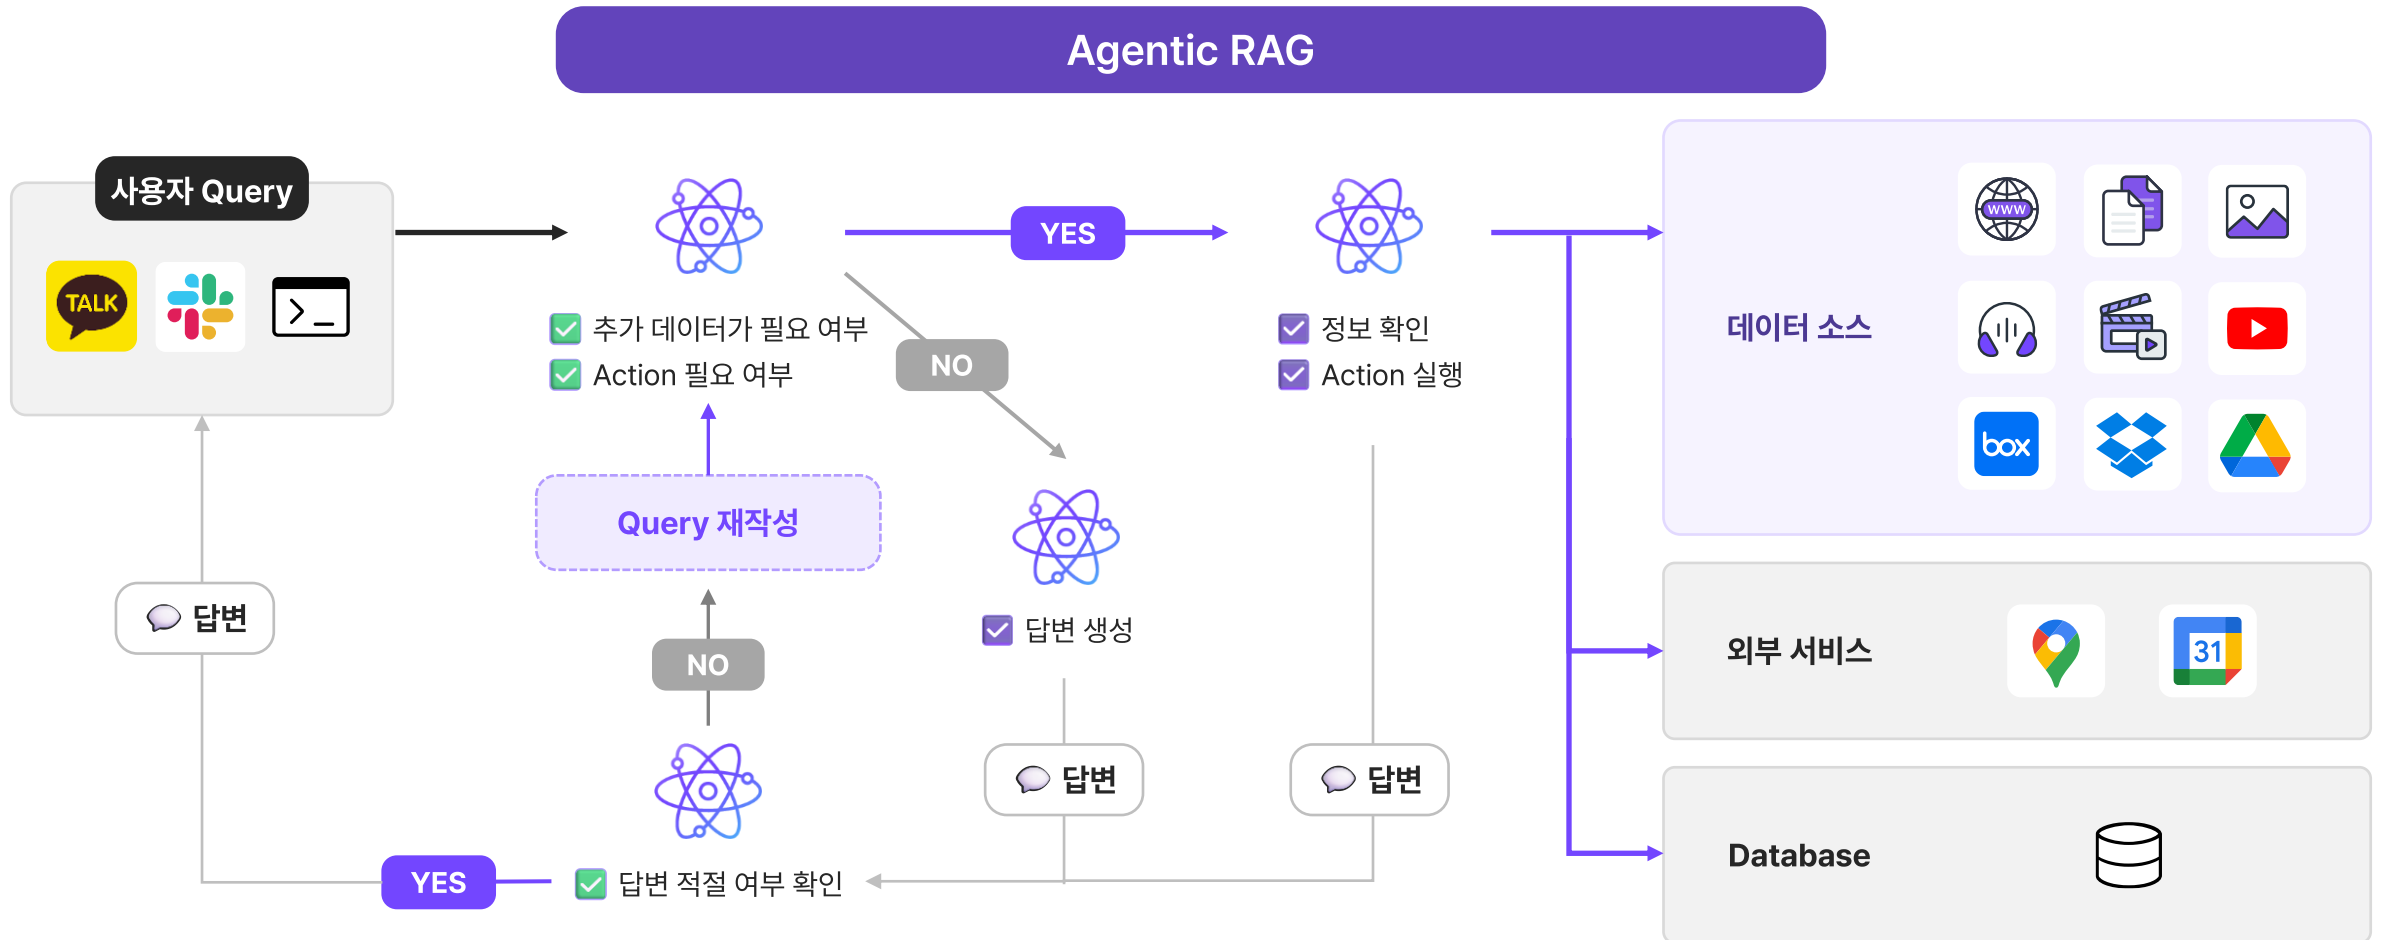 Agentic RAG
사용자 Query
TALK
추가 데이터가 필요 여부
Action 필요 여부
YES
NO
정보 확인
Action 실행
데이터 소스
www
box
Query 재작성
답변 생성
외부 서비스
31
답변
NO
답변
답변
Database
YES
답변 적절 여부 확인